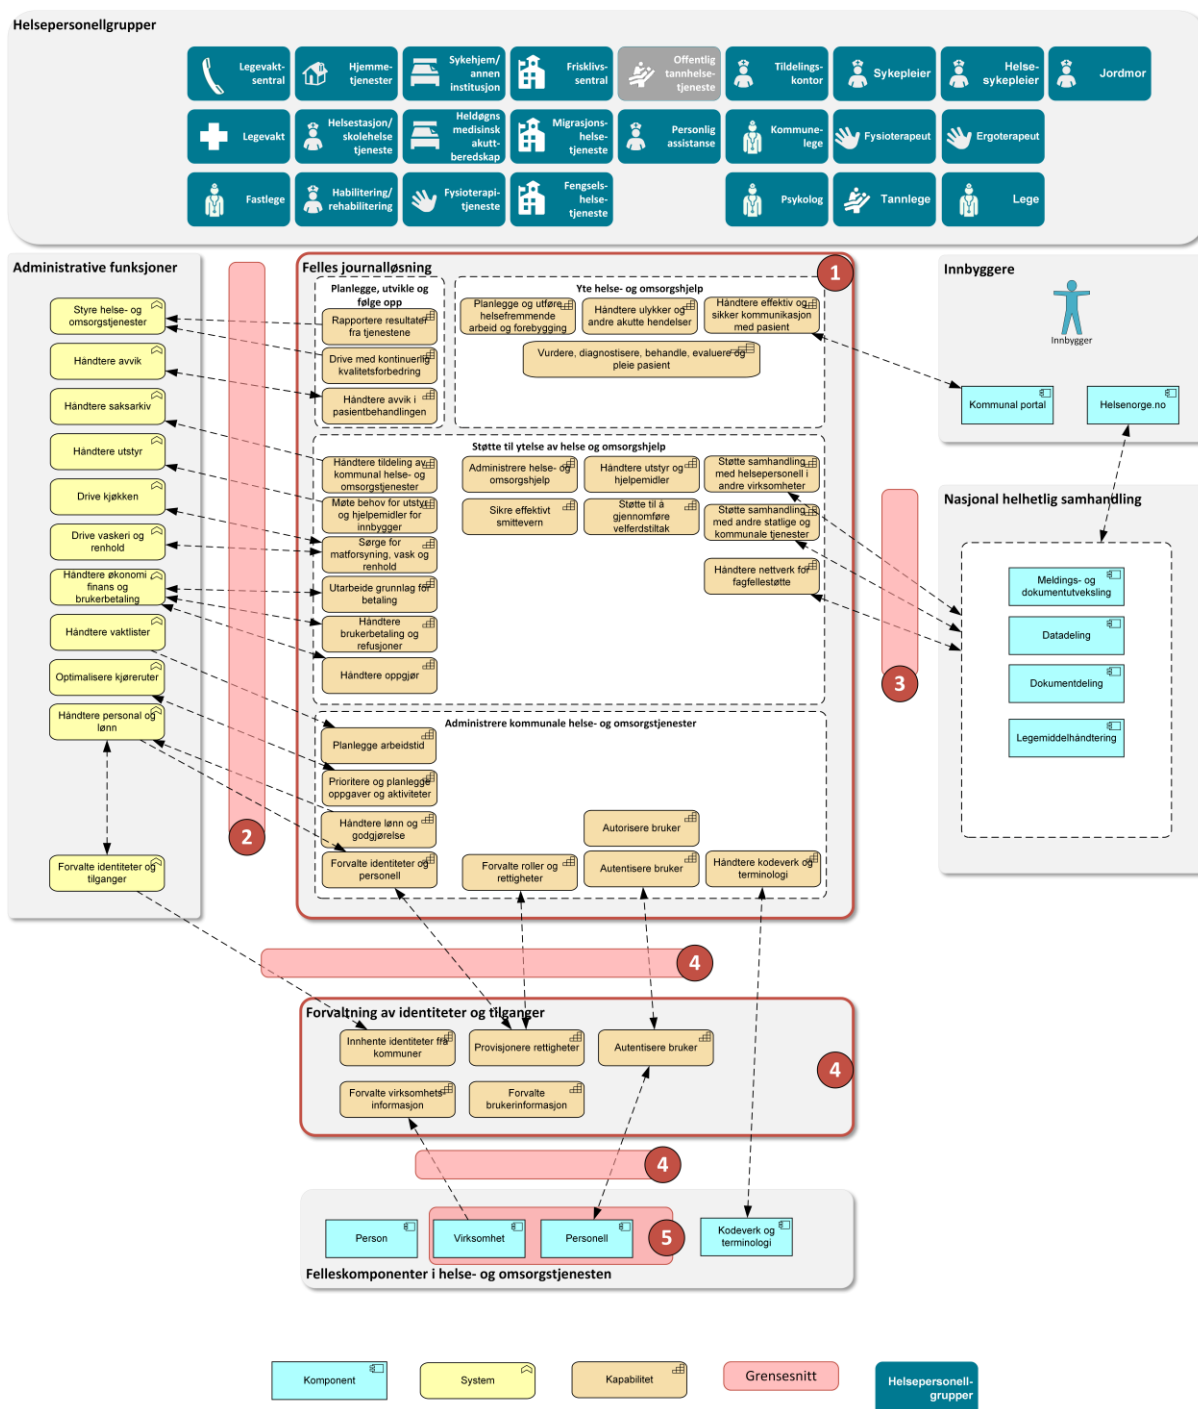 Helsepersonellgrupper
Legevakt-
sentral
Hjemme-
tjenester
Sykehjem/
annen
institusjon
Frisklivs-
sentral
Offentlig
tannhelse-
tjeneste
Tildelings-
kontor
Sykepleier
Helse-
sykepleier
Jordmor
Legevakt
Helsestasjon/
skolehelse
tjeneste
Heldøgns
medisinsk
akutt-
beredskap
Migrasjons-
helse-
tjeneste
Personlig
assistanse
Kommune-
lege
Fysioterapeut
Ergoterapeut
Fastlege
Habilitering/
rehabilitering
Fysioterapi-
tjeneste
Fengsels-
helse-
tjeneste
Psykolog
Tannlege
Lege
Administrative funksjoner
Styre helse- og
omsorgstjenester
Håndtere avvik
Håndtere saksarkiv
Håndtere utstyr
Drive kjøkken
Drive vaskeri og
renhold
Håndtere økonomi
finans og
brukerbetaling
Håndtere vaktlister
Optimalisere kjøreruter
Håndtere personal og
lønn
Forvalte identiteter og
tilganger
2
Felles journalløsning
1
Planlegge, utvikle og
følge opp
Rapportere resultater
fra tjenestene
Drive med kontinuerlig
kvalitetsforbedring
Håndtere avvik i
pasientbehandlingen
Yte helse- og omsorgshjelp
Planlegge og utføre
helsefremmende
arbeid og forebygging
Håndtere ulykker og
andre akutte hendelser
Håndtere effektiv og
sikker kommunikasjon
med pasient
Vurdere, diagnostisere, behandle, evaluere og
pleie pasient
Støtte til ytelse av helse og omsorgshjelp
Håndtere tildeling av
kommunal helse- og
omsorgstjenester
Møte behov for utstyr
og hjelpemidler for
innbygger
Sørge for
matforsyning, vask og
renhold
Utarbeide grunnlag for
betaling
Håndtere
brukerbetaling og
refusjoner
Håndtere oppgjør
Administrere helse- og
omsorgshjelp
Håndtere utstyr og
hjelpemidler
Støtte samhandling
med helsepersonell i
andre virksomheter
Sikre effektivt
smittevern
Støtte til å
gjennomføre
velferdstiltak
Støtte samhandling
med andre statlige og
kommunale tjenester
Håndtere nettverk for
fagfellestøtte
Administrere kommunale helse- og omsorgstjenester
Planlegge arbeidstid
Prioritere og planlegge
oppgaver og aktiviteter
Håndtere lønn og
godtgjørelse
Forvalte identiteter og
personell
Forvalte roller og
rettigheter
Autorisere bruker
Autentisere bruker
Håndtere kodeverk og
terminologi
3
Innbyggere
Innbygger
Kommunal portal
Helsenorge.no
Nasjonal helhetlig samhandling
Meldings- og
dokumentutveksling
Datadeling
Dokumentdeling
Legemiddelhåndtering
4
Forvaltning av identiteter og tilganger
Innhente identiteter fra
kommuner
Provisjonere rettigheter
Autentisere bruker
Forvalte virksomhets-
informasjon
Forvalte
brukerinformasjon
4
4
Person
Virksomhet
Personell
5
Kodeverk og
terminologi
Felleskomponenter i helse- og omsorgstjenesten
Komponent
System
Kapabilitet
Grensesnitt
Helsepersonell-
grupper